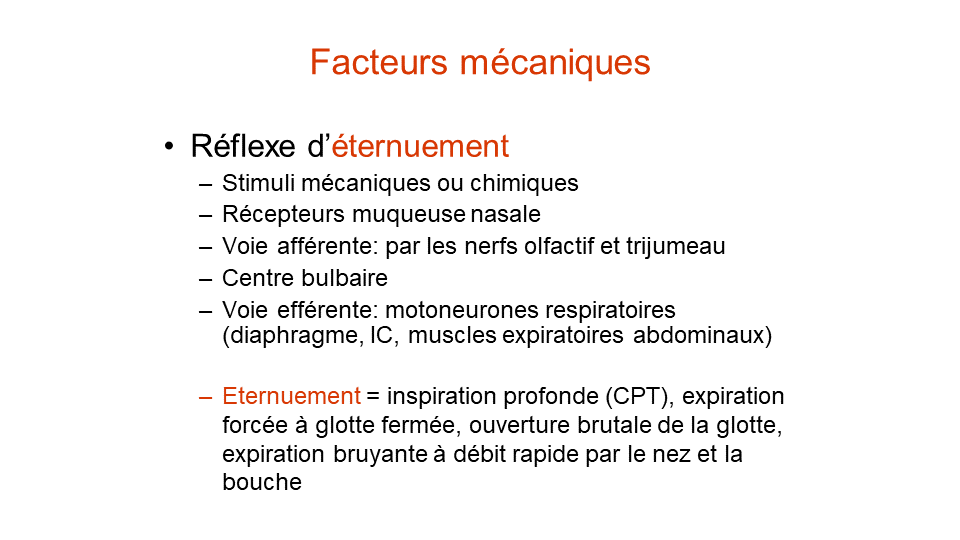 Facteurs mécaniques
• Réflexe d’éternuement
– Stimuli mécaniques ou chimiques
– Récepteurs muqueuse nasale
– Voie afférente: par les nerfs olfactif et trijumeau
– Centre bulbaire
– Voie efférente: motoneurones respiratoires
(diaphragme, IC, muscles expiratoires abdominaux)
– Eternuement = inspiration profonde (CPT), expiration
forcée à glotte fermée, ouverture brutale de la glotte,
expiration bruyante à débit rapide par le nez et la
bouche